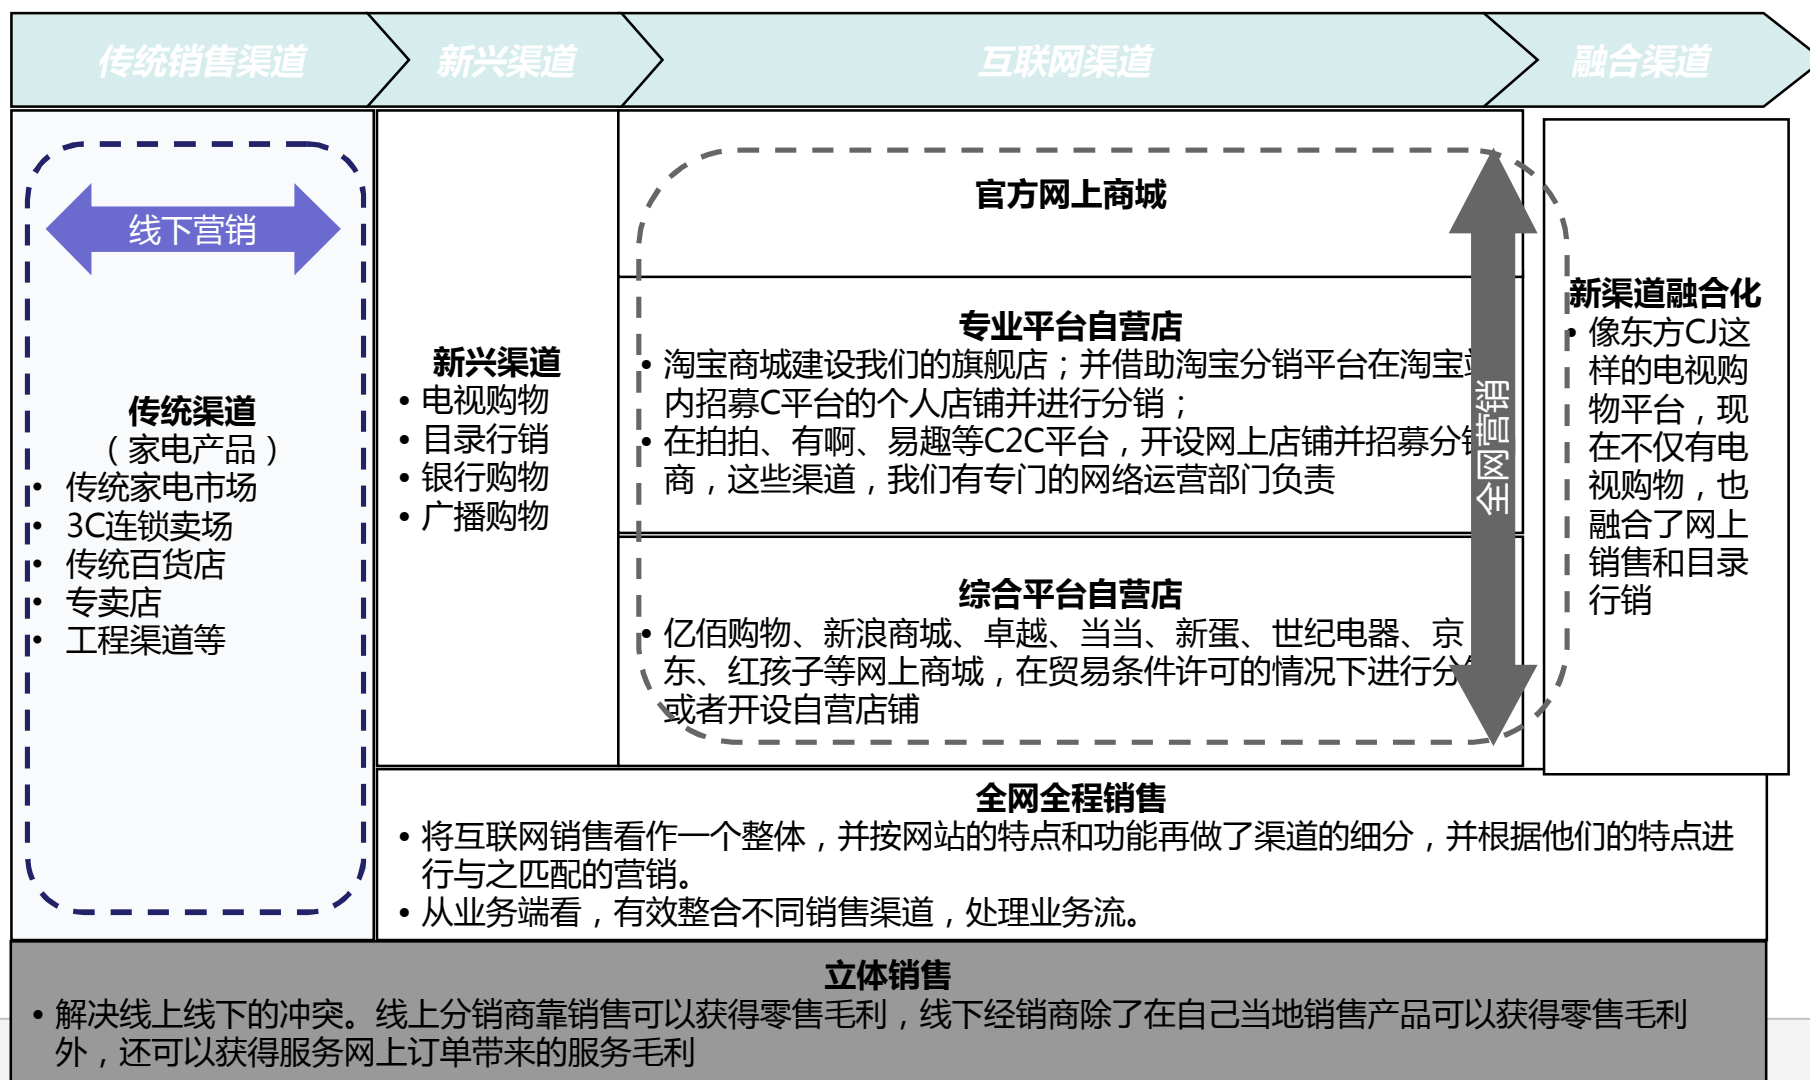 传统销售渠道
新兴渠道
互联网渠道
融合渠道
线下营销
传统渠道
（家电产品）
• 传统家电市场
• 3C连锁卖场
• 传统百货店
• 专卖店
• 工程渠道等
新兴渠道
• 电视购物
• 目录行销
• 银行购物
• 广播购物
官方网上商城
专业平台自营店
• 淘宝商城建设我们的旗舰店；并借助淘宝分销平台在淘宝站
内招募C平台的个人店铺并进行分销；
• 在拍拍、有啊、易趣等C2C平台，开设网上店铺并招募分销
商，这些渠道，我们有专门的网络运营部门负责
综合平台自营店
• 亿佰购物、新浪商城、卓越、当当、新蛋、世纪电器、京
东、红孩子等网上商城，在贸易条件许可的情况下进行分销
或者开设自营店铺
全网营销
新渠道融合化
• 像东方CJ这
样的电视购
物平台，现
在不仅有电
视购物，也
融合了网上
销售和目录
行销
全网全程销售
• 将互联网销售看作一个整体，并按网站的特点和功能再做了渠道的细分，并根据他们的特点进
行与之匹配的营销。
• 从业务端看，有效整合不同销售渠道，处理业务流。
立体销售
• 解决线上线下的冲突。线上分销商靠销售可以获得零售毛利，线下经销商除了在自己当地销售产品可以获得零售毛利
外，还可以获得服务网上订单带来的服务毛利